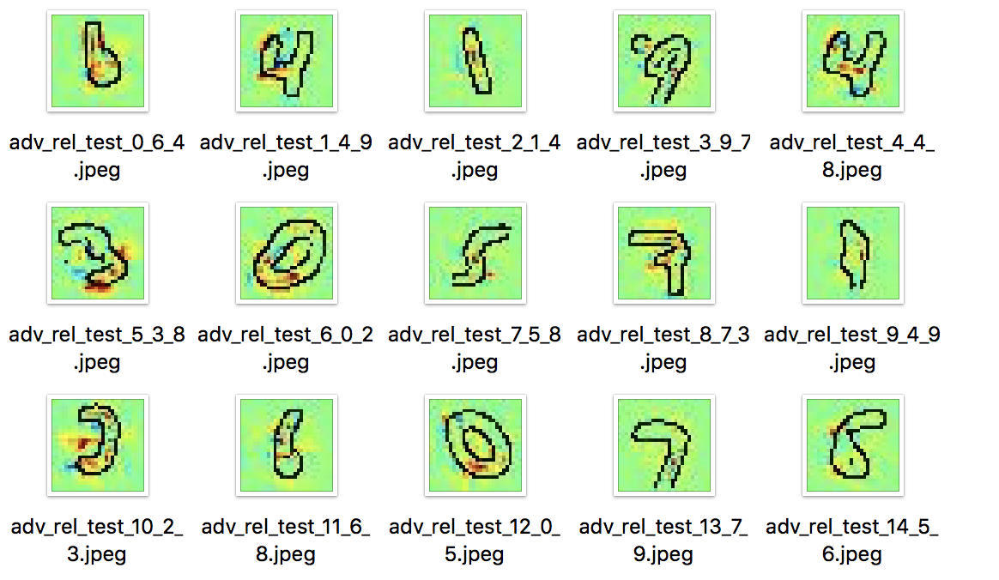 adv_rel_test_0_6_4
.jpeg
adv_rel_test_1_4_9
.jpeg
adv_rel_test_2_1_4
.jpeg
adv_rel_test_3_9_7
.jpeg
adv_rel_test_4_4_
8.jpeg
adv_rel_test_5_3_8
.jpeg
adv_rel_test_6_0_2
.jpeg
adv_rel_test_7_5_8
.jpeg
adv_rel_test_8_7_3
.jpeg
adv_rel_test_9_4_9
.jpeg
adv_rel_test_10_2_
3.jpeg
adv_rel_test_11_6_
8.jpeg
adv_rel_test_12_0_
5.jpeg
adv_rel_test_13_7_
9.jpeg
adv_rel_test_14_5_
6.jpeg